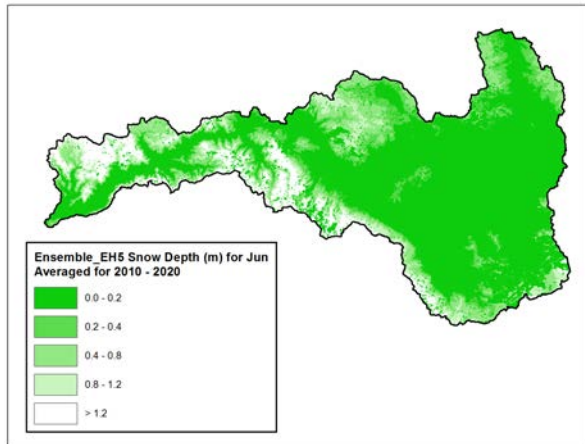 Ensemble_EH5 Snow Depth (m) for Jun
Averaged for 2010 - 2020
0.0 - 0.2
0.2 - 0.4
0.4 - 0.8
0.8 - 1.2
> 1.2